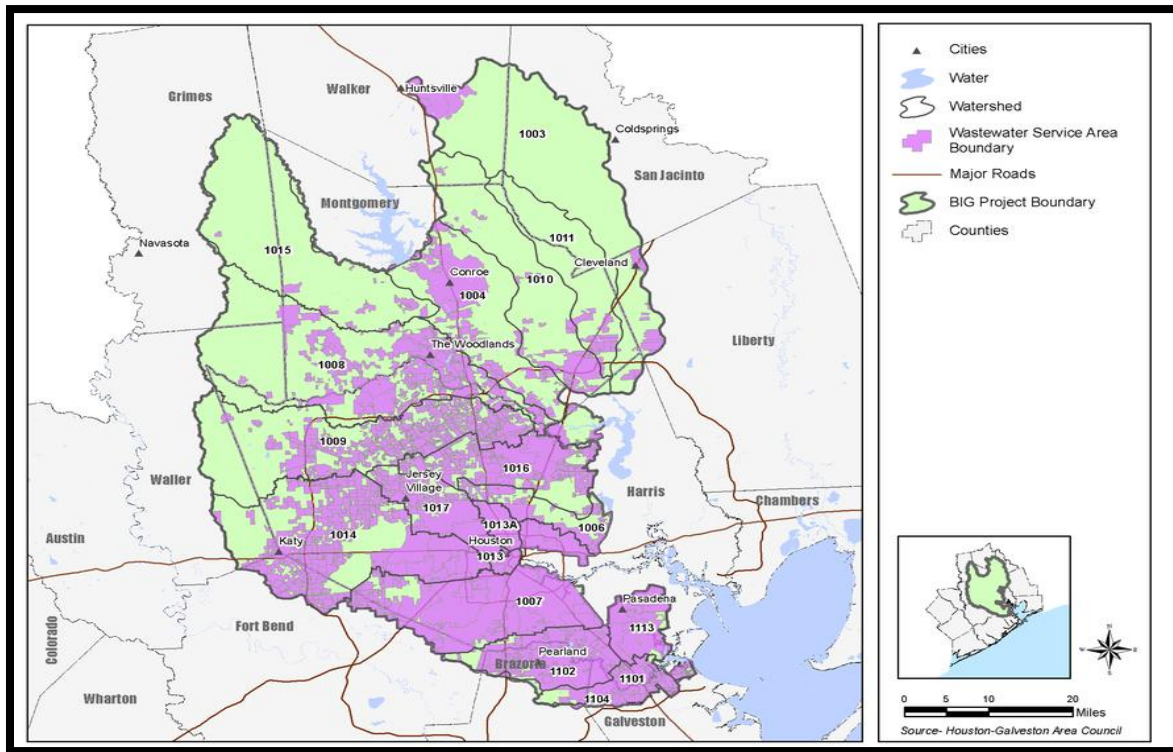 Grimes
Walker
Huntsville
1003
Coldsprings
San Jacinto
Montgomery
Navasota
1015
1011
Cleveland
1010
Conroe
1004
The Woodlands
1008
Liberty
1009
1016
Waller
Jersey
Village
1017
Harris
Chambers
1013A
1006
Austin
Katy
1014
Houston
1013
1007
Pasadena
1113
Fort Bend
Colorado
Pearland
Brazoria
1102
1101
1104
Wharton
Galveston
Cities
Water
Watershed
Wastewater Service Area
Boundary
Major Roads
BIG Project Boundary
Counties
N
W
E
S
0 5 10 20
Miles
Source- Houston-Galveston Area Council